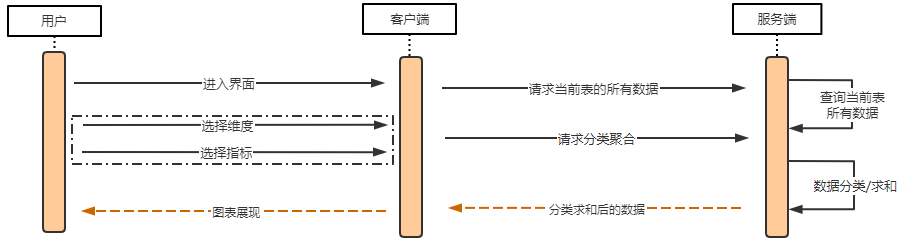 用户
客户端
服务端
进入界面
请求当前表的所有数据
查询当前表
所有数据
选择维度
请求分类聚合
选择指标
数据分类/求和
图表展现
分类求和后的数据